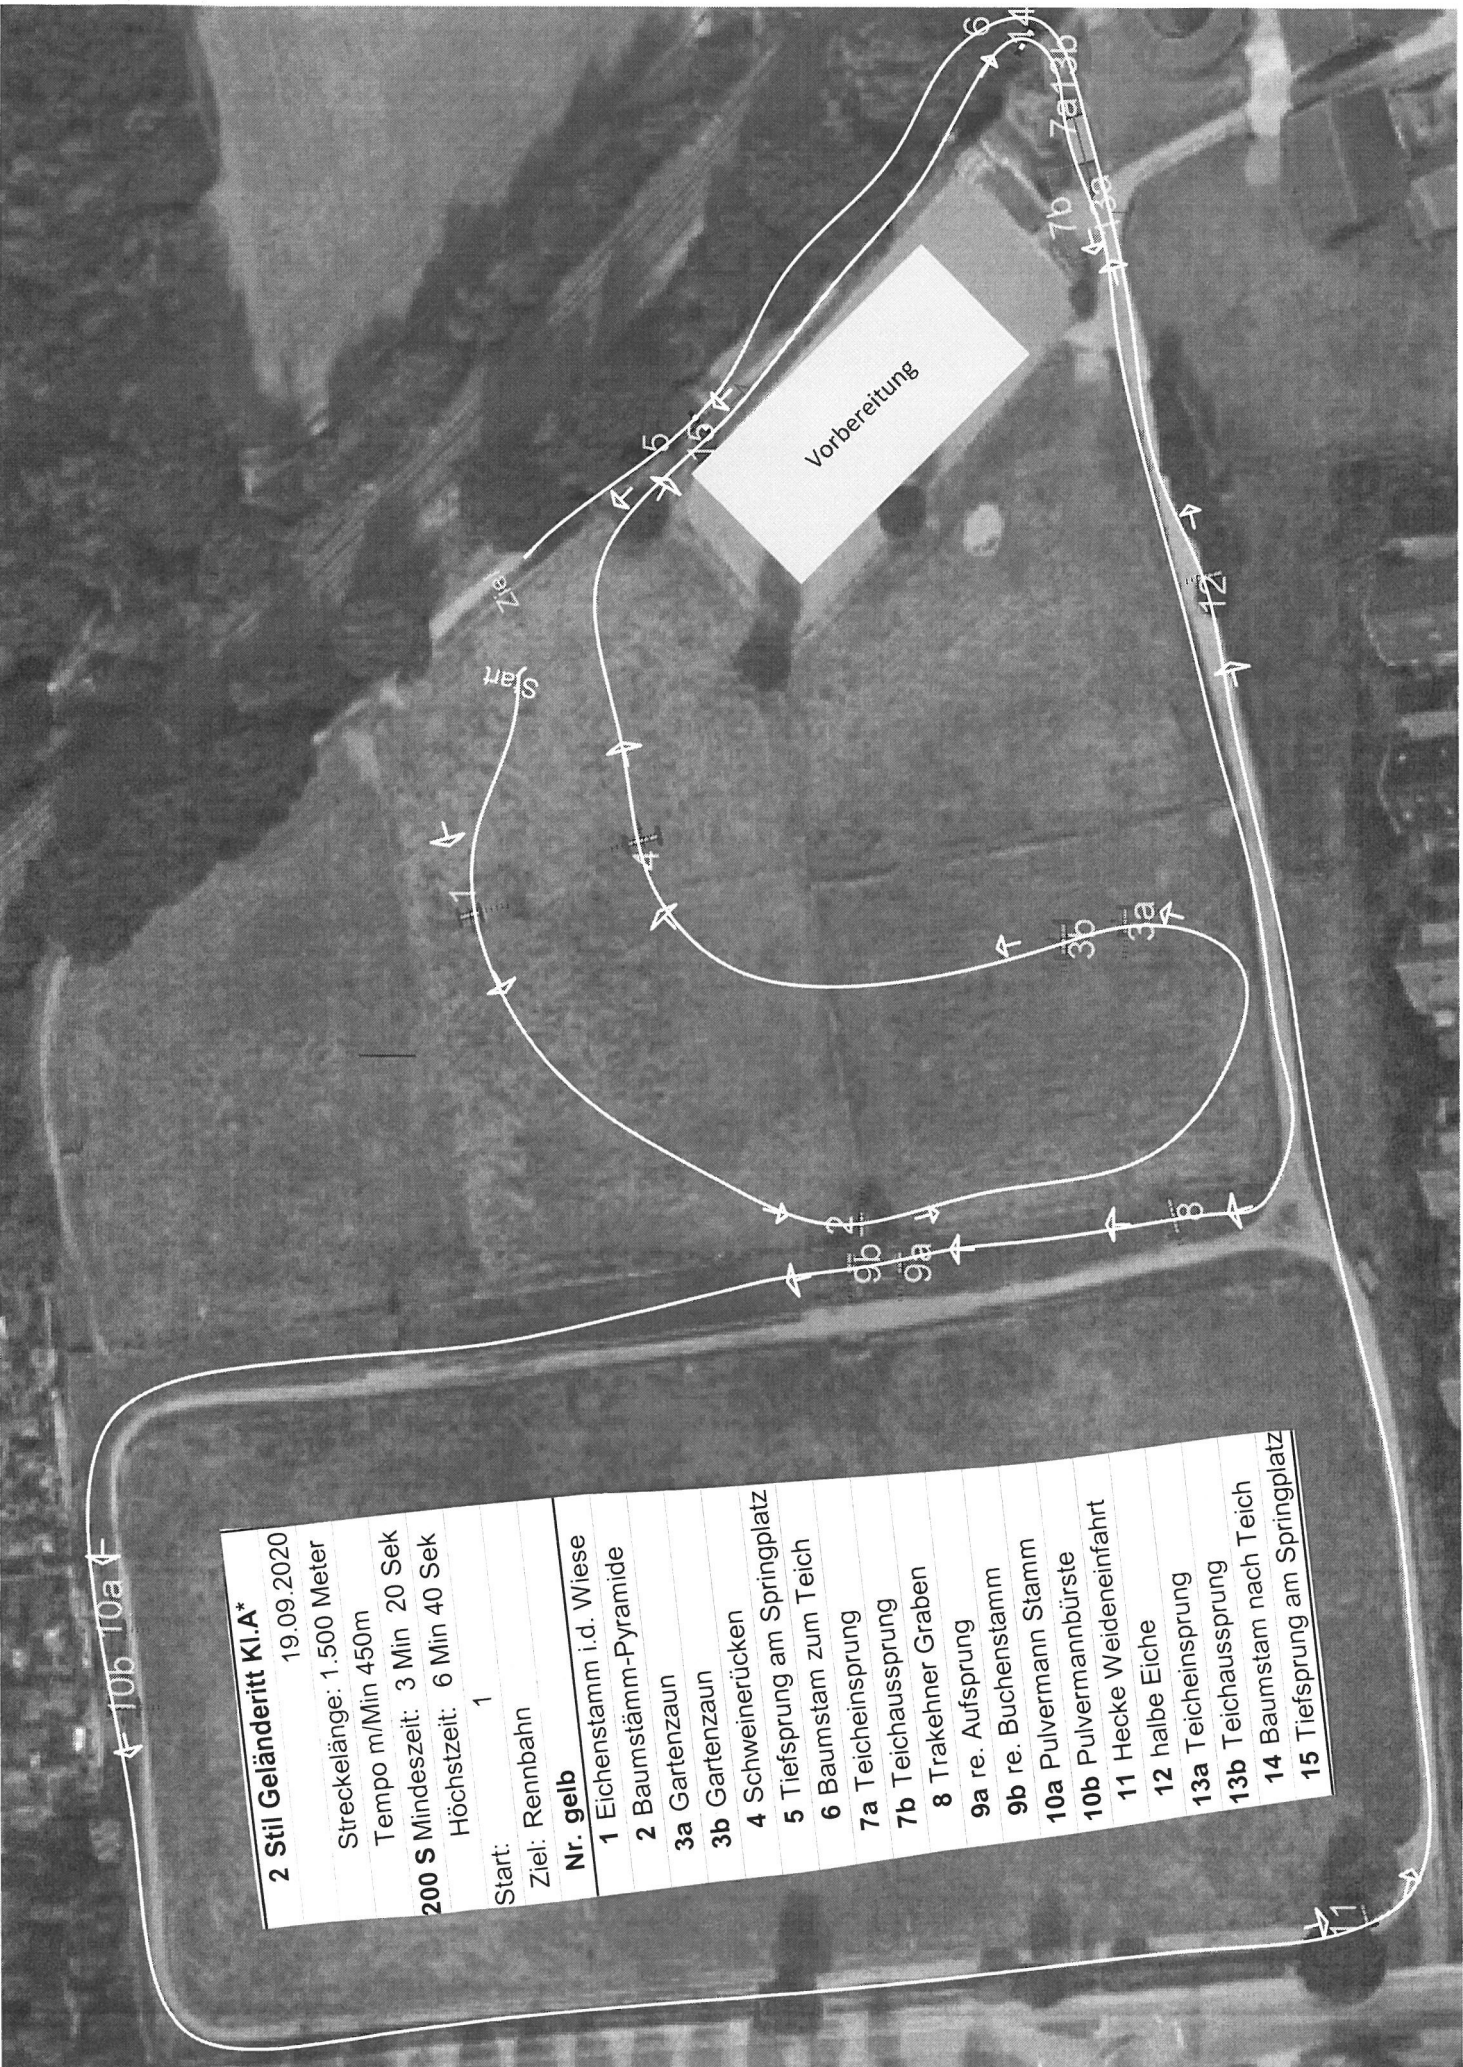 2 Stil Geländeritt Kl.A*
19.09.2020
Streckelänge: 1.500 Meter
Tempo m/Min 450m
200 S Mindeszeit: 3 Min 20 Sek
Höchstzeit: 6 Min 40 Sek
Start: 1
Ziel: Rennbahn
Nr. gelb
1 Eichenstamm i.d. Wiese
2 Baumstämm-Pyramide
3a Gartenzaun
3b Gartenzaun
4 Schweinerücken
5 Tiefsprung am Springplatz
6 Baumstam zum Teich
7a Teicheinsprung
7b Teichaussprung
8 Trakehner Graben
9a re. Aufsprung
9b re. Buchenstamm
10a Pulvermann Stamm
10b Pulvermannbürste
11 Hecke Weideneinfahrt
12 halbe Eiche
13a Teicheinsprung
13b Teichaussprung
14 Baumstam nach Teich
15 Tiefsprung am Springplatz
10b 10a
11
9b
9a
2
8
1
4
3b
3a
Start
Zie
5
15
Vorbereitung
12
6
14
7a 13b
7b
13a